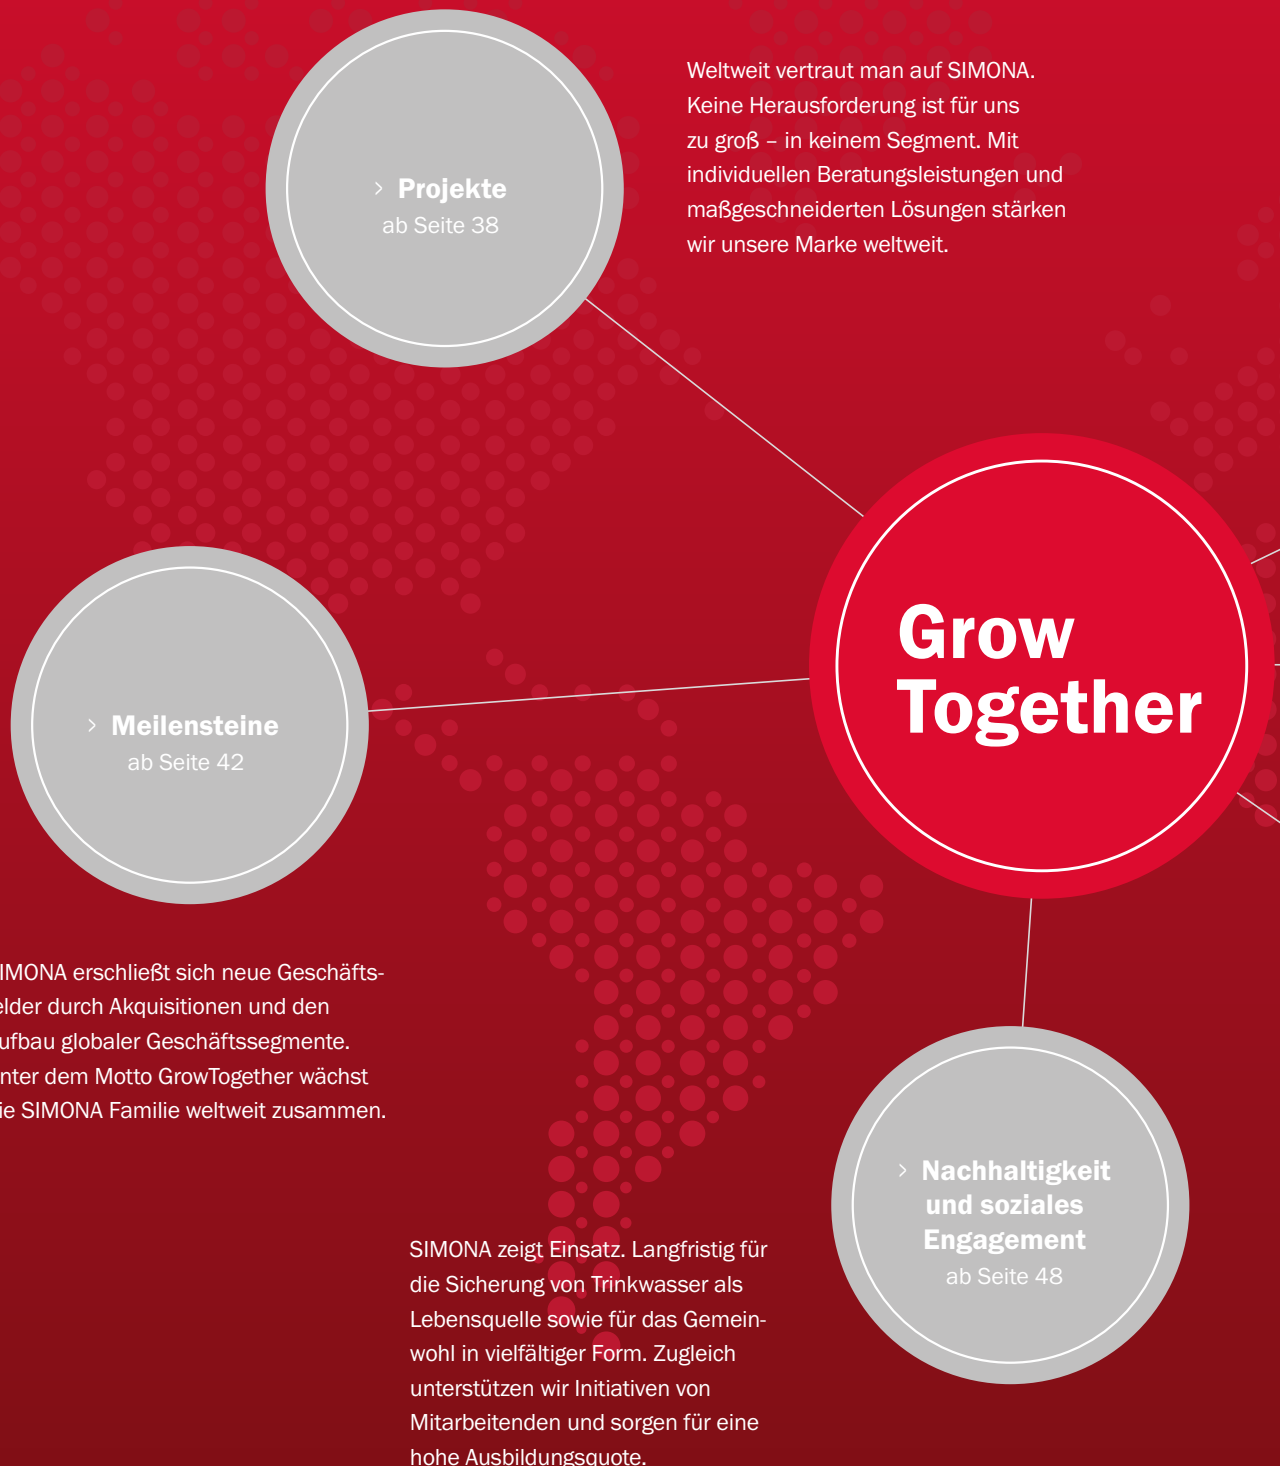 Weltweit vertraut man auf SIMONA.
Keine Herausforderung ist für uns
zu groß – in keinem Segment. Mit
individuellen Beratungsleistungen und
maßgeschneiderten Lösungen stärken
wir unsere Marke weltweit.
› Projekte
ab Seite 38
Grow
Together
› Meilensteine
ab Seite 42
IMONA erschließt sich neue Geschäfts-
elder durch Akquisitionen und den
ufbau globaler Geschäftssegmente.
nter dem Motto GrowTogether wächst
ie SIMONA Familie weltweit zusammen.
› Nachhaltigkeit
und soziales
Engagement
ab Seite 48
SIMONA zeigt Einsatz. Langfristig für
die Sicherung von Trinkwasser als
Lebensquelle sowie für das Gemein-
wohl in vielfältiger Form. Zugleich
unterstützen wir Initiativen von
Mitarbeitenden und sorgen für eine
hohe Ausbildungsquote.